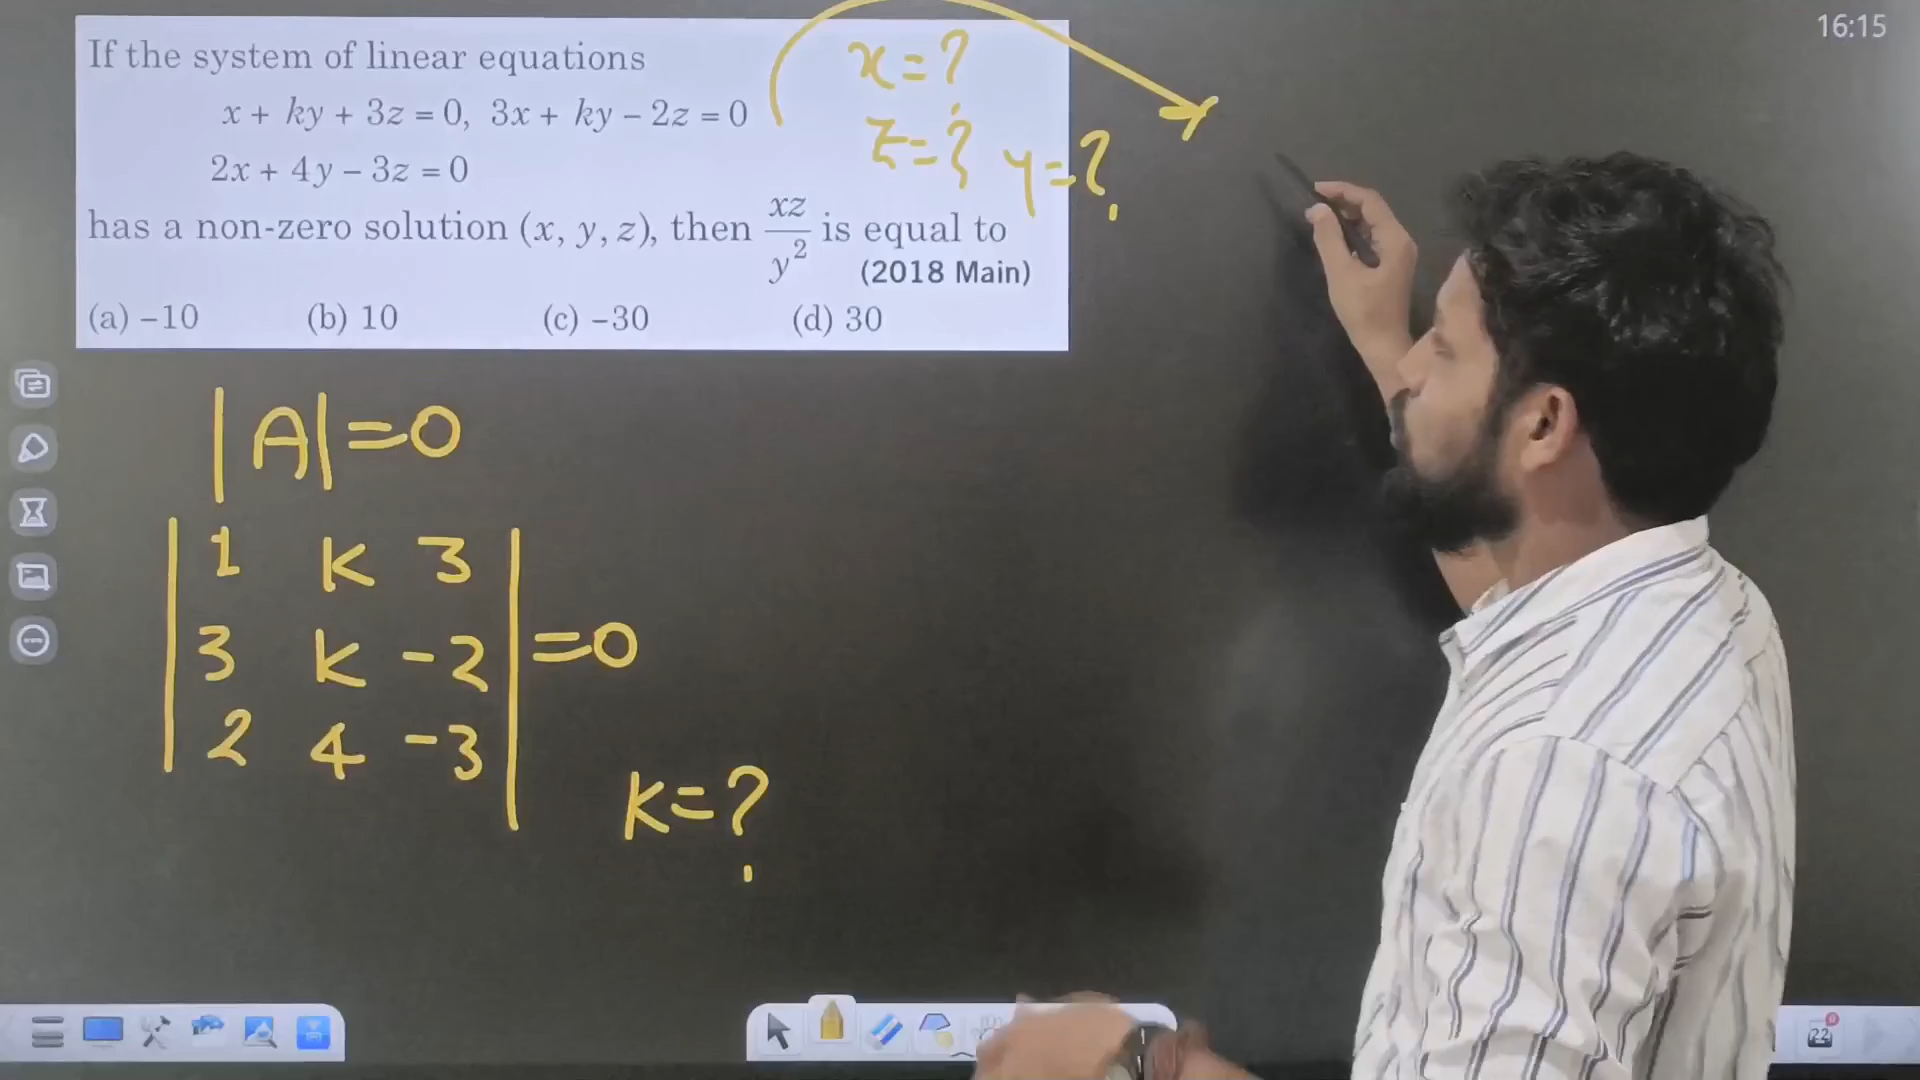 16:15
If the system of linear equations
x + ky + 3z = 0, 3x + ky − 2z = 0
2x + 4y − 3z = 0
has a non-zero solution (x, y, z), then xz/y² is equal to
(2018 Main)
(a) −10 (b) 10 (c) −30 (d) 30
x = ?
z = ? y = ?
|A| = 0
| 1 K 3 |
| 3 K -2 | = 0
| 2 4 -3 |
K = ?
22